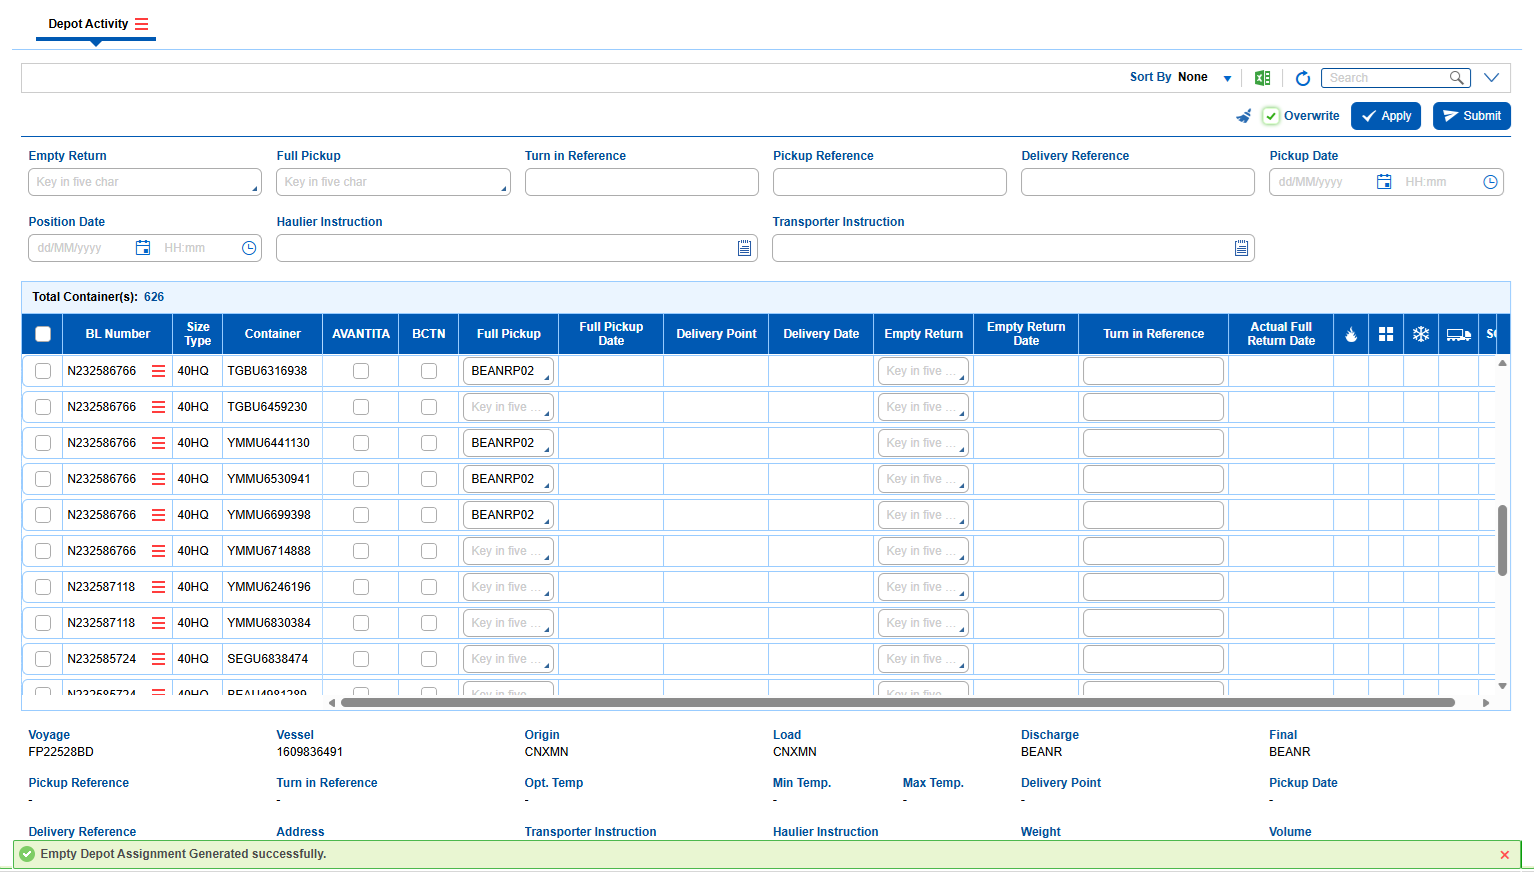 Depot Activity
Sort By None Search
Overwrite Apply Submit
Empty Return Full Pickup Turn in Reference Pickup Reference Delivery Reference Pickup Date
Key in five char Key in five char dd/MM/yyyy HH:mm
Position Date Haulier Instruction Transporter Instruction
dd/MM/yyyy HH:mm
Total Container(s): 626
BL Number Size Type Container AVANTITA BCTN Full Pickup Full Pickup Date Delivery Point Delivery Date Empty Return Empty Return Date Turn in Reference Actual Full Return Date
N232586766 40HQ TGBU6316938 BEANRP02 Key in five ...
N232586766 40HQ TGBU6459230 Key in five ... Key in five ...
N232586766 40HQ YMMU6441130 BEANRP02 Key in five ...
N232586766 40HQ YMMU6530941 BEANRP02 Key in five ...
N232586766 40HQ YMMU6699398 BEANRP02 Key in five ...
N232586766 40HQ YMMU6714888 Key in five ... Key in five ...
N232587118 40HQ YMMU6246196 Key in five ... Key in five ...
N232587118 40HQ YMMU6830384 Key in five ... Key in five ...
N232585724 40HQ SEGU6838474 Key in five ... Key in five ...
N232585724 40HQ BEAU4981289 Key in five ... Key in five ...
Voyage Vessel Origin Load Discharge Final
FP22528BD 1609836491 CNXMN CNXMN BEANR BEANR
Pickup Reference Turn in Reference Opt. Temp Min Temp. Max Temp. Delivery Point Pickup Date
- - - - - - -
Delivery Reference Address Transporter Instruction Haulier Instruction Weight Volume
Empty Depot Assignment Generated successfully.